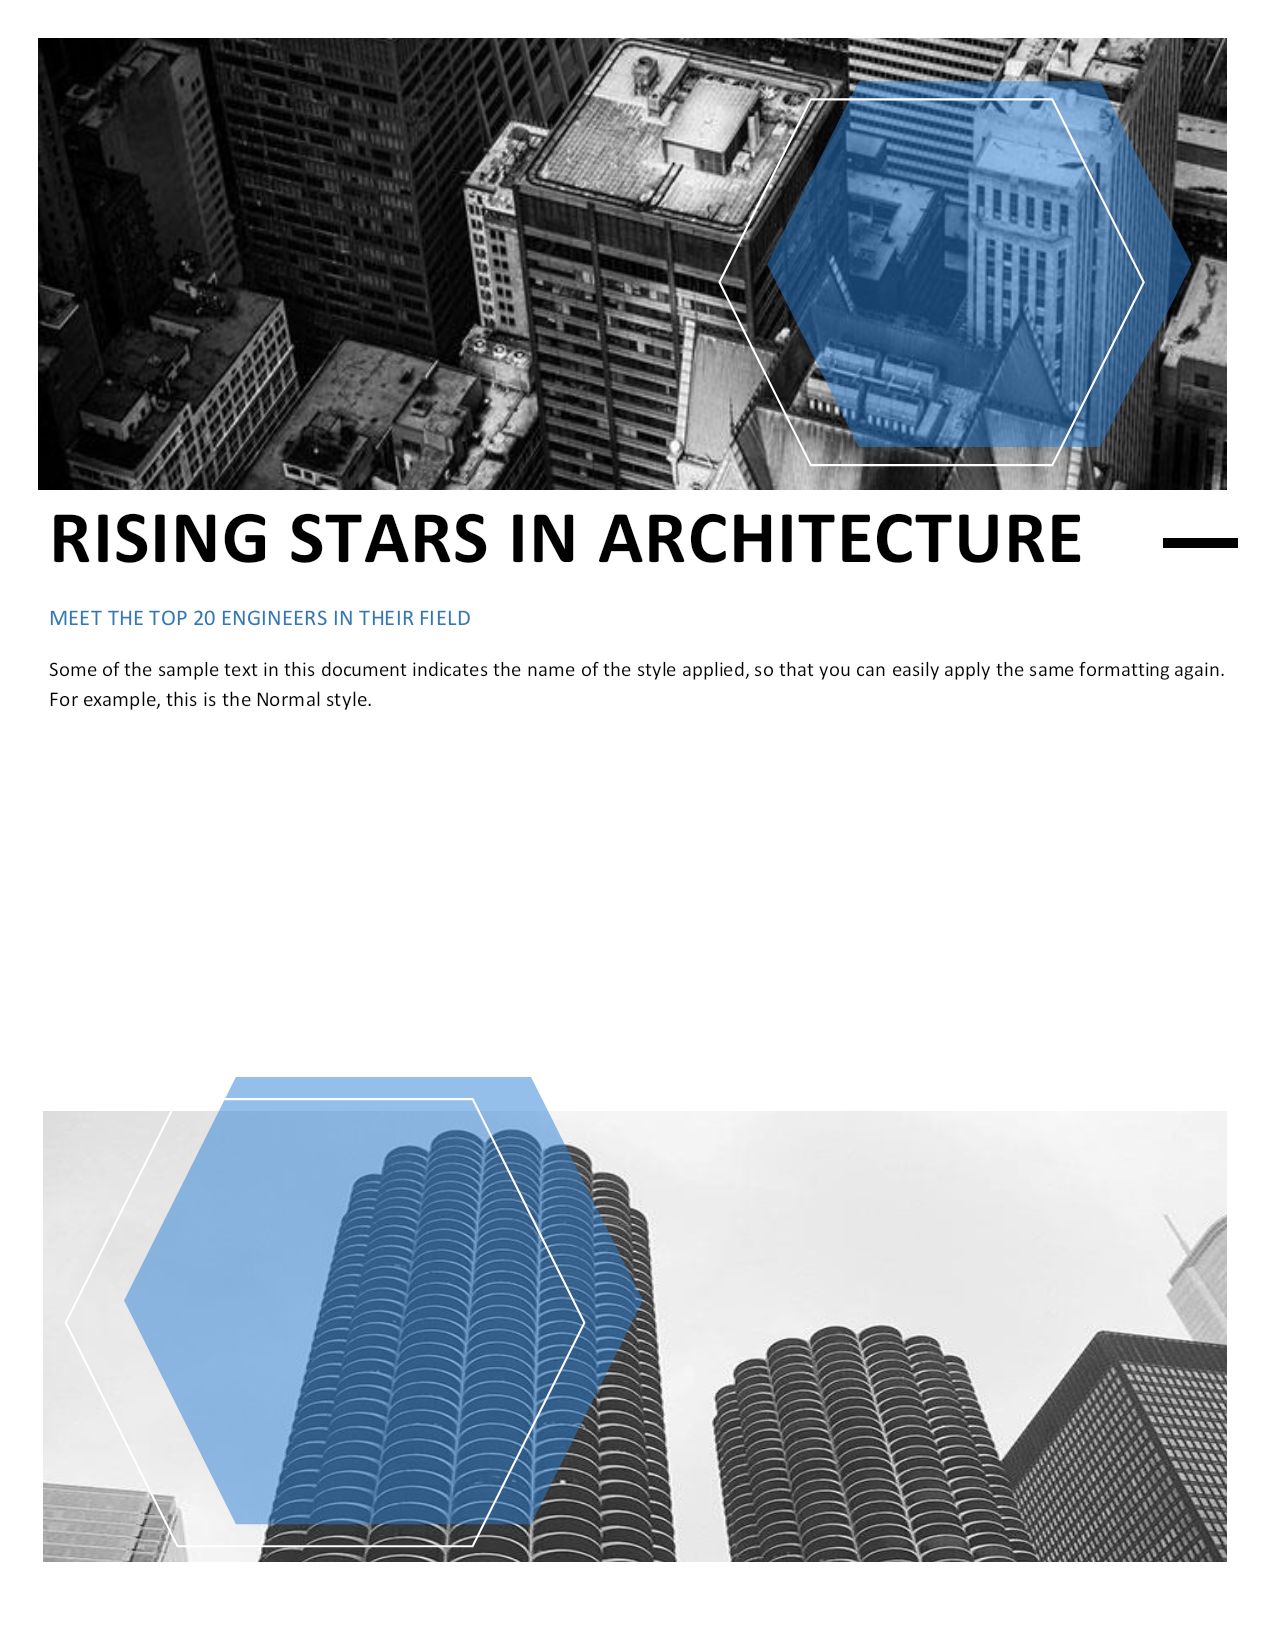 RISING STARS IN ARCHITECTURE
MEET THE TOP 20 ENGINEERS IN THEIR FIELD
Some of the sample text in this document indicates the name of the style applied, so that you can easily apply the same formatting again.
For example, this is the Normal style.